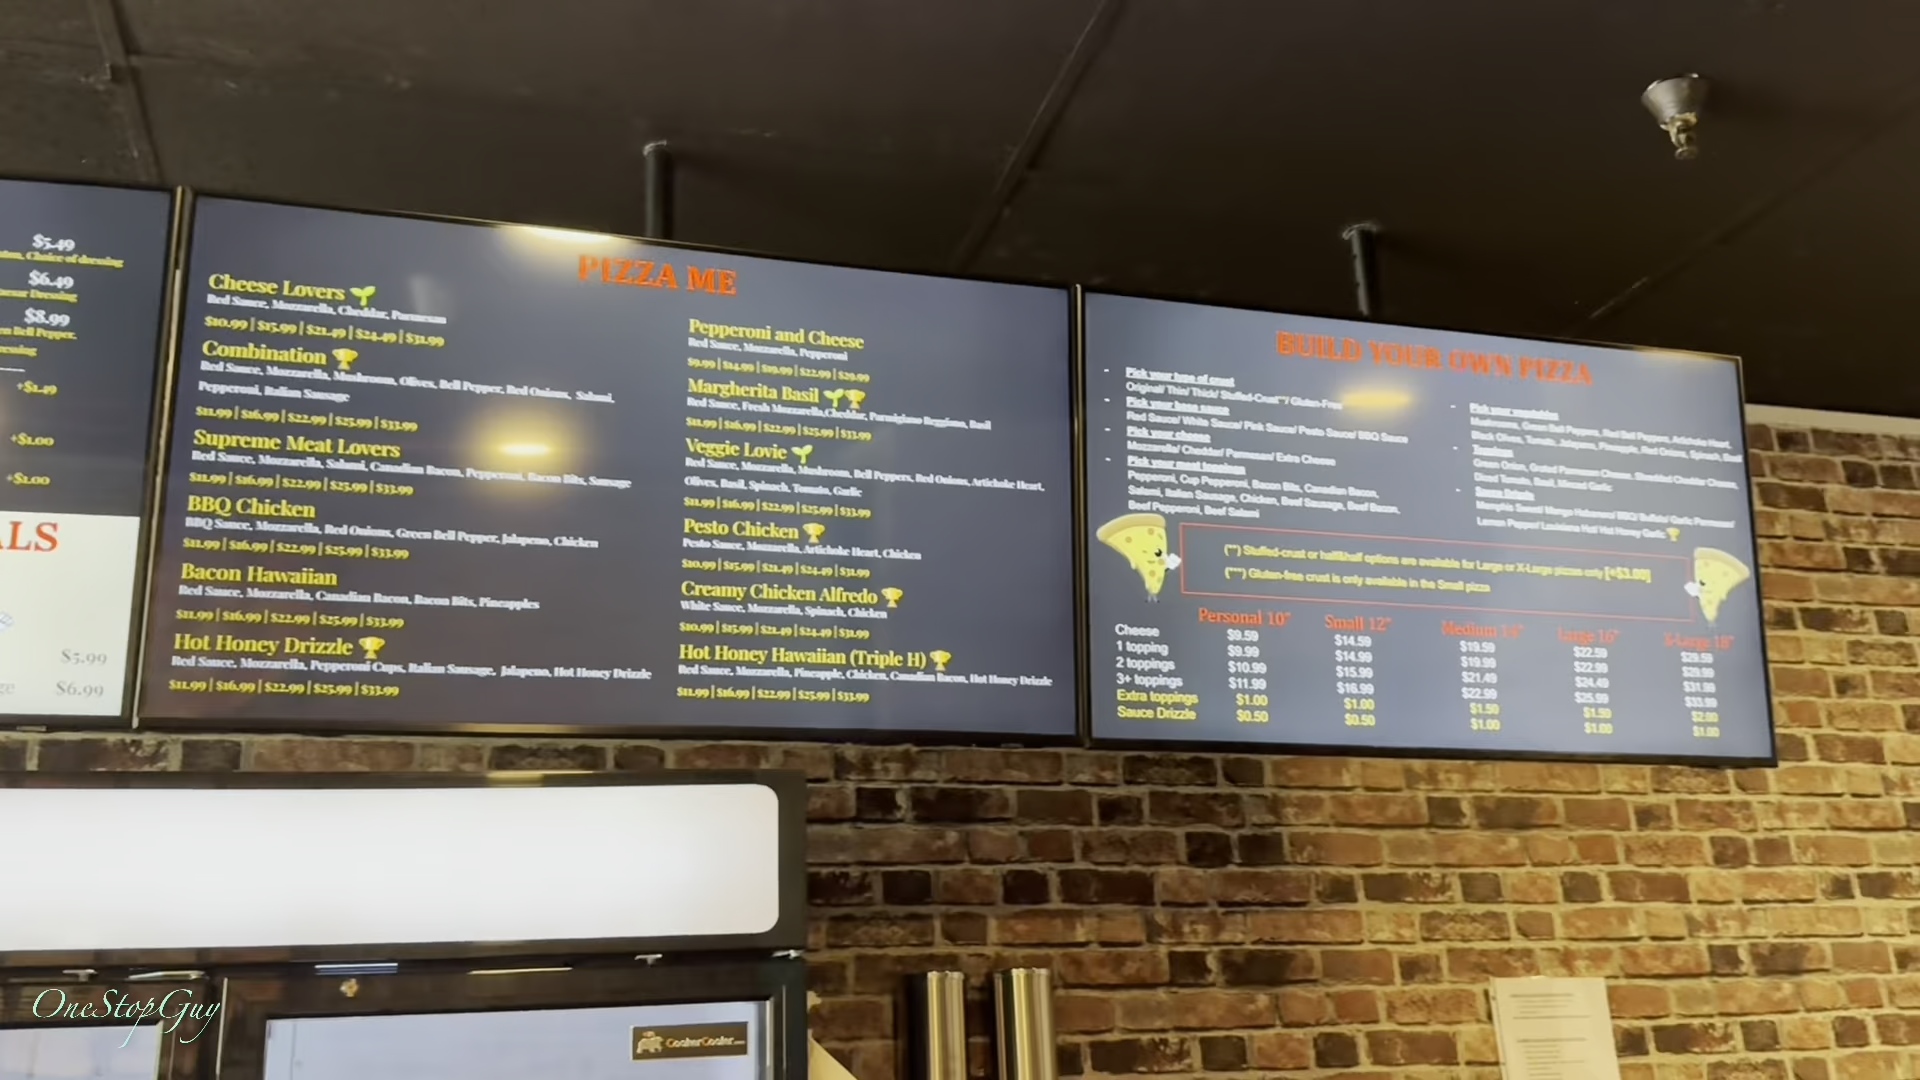 $5.49
Choice of dressing
$6.49
Dressing
$8.99
Bell Pepper,
+$1.49
+$1.00
+$1.00
ALS
$5.99
$6.99
PIZZA ME
Cheese Lovers
Red Sauce, Mozzarella, Cheddar, Parmesan
$10.99 | $15.99 | $21.49 | $24.49 | $31.99
Combination
Red Sauce, Mozzarella, Mushroom, Olives, Bell Pepper, Red Onions, Salami,
Pepperoni, Italian Sausage
$11.99 | $16.99 | $22.99 | $25.99 | $33.99
Supreme Meat Lovers
Red Sauce, Mozzarella, Salami, Canadian Bacon, Pepperoni, Bacon Bits, Sausage
$11.99 | $16.99 | $22.99 | $25.99 | $33.99
BBQ Chicken
BBQ Sauce, Mozzarella, Red Onions, Green Bell Pepper, Jalapeno, Chicken
$11.99 | $16.99 | $22.99 | $25.99 | $33.99
Bacon Hawaiian
Red Sauce, Mozzarella, Canadian Bacon, Bacon Bits, Pineapples
$11.99 | $16.99 | $22.99 | $25.99 | $33.99
Hot Honey Drizzle
Red Sauce, Mozzarella, Pepperoni Cups, Italian Sausage, Jalapeno, Hot Honey Drizzle
$11.99 | $16.99 | $22.99 | $25.99 | $33.99
Pepperoni and Cheese
Red Sauce, Mozzarella, Pepperoni
$9.99 | $14.99 | $19.99 | $22.99 | $29.99
Margherita Basil
Red Sauce, Fresh Mozzarella,Cheddar, Parmigiano Reggiano, Basil
$11.99 | $16.99 | $22.99 | $25.99 | $33.99
Veggie Lovie
Red Sauce, Mozzarella, Mushroom, Bell Peppers, Red Onions, Artichoke Heart,
Olives, Basil, Spinach, Tomato, Garlic
$11.99 | $16.99 | $22.99 | $25.99 | $33.99
Pesto Chicken
Pesto Sauce, Mozzarella, Artichoke Heart, Chicken
$10.99 | $15.99 | $21.49 | $24.49 | $31.99
Creamy Chicken Alfredo
White Sauce, Mozzarella, Spinach, Chicken
$10.99 | $15.99 | $21.49 | $24.49 | $31.99
Hot Honey Hawaiian (Triple H)
Red Sauce, Mozzarella, Pineapple, Chicken, Canadian Bacon, Hot Honey Drizzle
$11.99 | $16.99 | $22.99 | $25.99 | $33.99
BUILD YOUR OWN PIZZA
- Pick your type of crust
Original/ Thin/ Thick/ Stuffed-Crust**/ Gluten-Free
- Pick your base sauce
Red Sauce/ White Sauce/ Pink Sauce/ Pesto Sauce/ BBQ Sauce
- Pick your cheese
Mozzarella/ Cheddar/ Parmesan/ Extra Cheese
- Pick your meat toppings
Pepperoni, Cup Pepperoni, Bacon Bits, Canadian Bacon,
Salami, Italian Sausage, Chicken, Beef Sausage, Beef Bacon,
Beef Pepperoni, Beef Salami
- Pick your vegetables
Mushrooms, Green Bell Peppers, Red Bell Peppers, Artichoke Heart,
Black Olives, Tomato, Jalapeno, Pineapple, Red Onions, Spinach, Basil
- Toppings
Green Onion, Grated Parmesan Cheese, Shredded Cheddar Cheese,
Diced Tomato, Basil, Minced Garlic
- Sauce Drizzle
Memphis Sweet/ Mango Habanero/ BBQ/ Buffalo/ Garlic Parmesan/
Lemon Pepper/ Louisiana Hot/ Hot Honey Garlic
(**) Stuffed-crust or half&half options are available for Large or X-Large pizzas only [+$3.00]
(***) Gluten-free crust is only available in the Small pizza
Personal 10" Small 12" Medium 14" Large 16" X-Large 18"
Cheese $9.59 $14.59 $19.59 $22.59 $29.59
1 topping $9.99 $14.99 $19.99 $22.99 $29.99
2 toppings $10.99 $15.99 $21.49 $24.49 $31.99
3+ toppings $11.99 $16.99 $22.99 $25.99 $33.99
Extra toppings $1.00 $1.00 $1.50 $1.50 $2.00
Sauce Drizzle $0.50 $0.50 $1.00 $1.00 $1.00
OneStopGuy
CoolerCooler.com